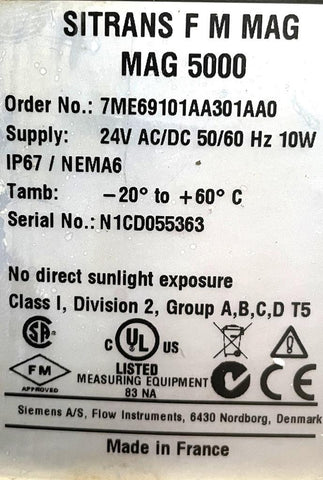 SITRANS F M MAG
MAG 5000
Order No.: 7ME69101AA301AA0
Supply: 24V AC/DC 50/60 Hz 10W
IP67 / NEMA6
Tamb: –20° to +60° C
Serial No.: N1CD055363
No direct sunlight exposure
Class I, Division 2, Group A,B,C,D T5
SA
C UL US
FM
APPROVED
LISTED
MEASURING EQUIPMENT
83 NA
CE
Siemens A/S, Flow Instruments, 6430 Nordborg, Denmark
Made in France